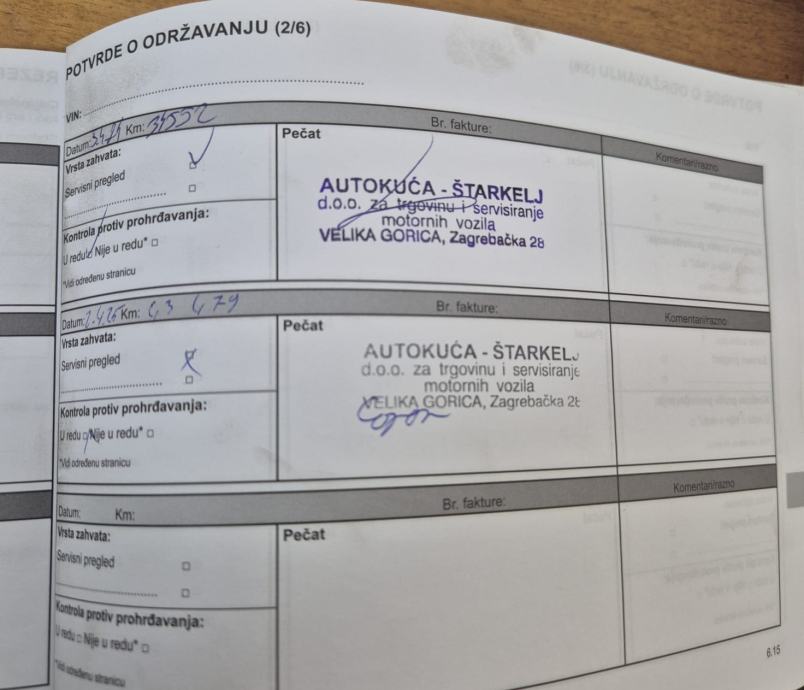 POTVRDE O ODRŽAVANJU (2/6)
VIN:
Datum: Km: 34552 Br. fakture: Komentari/razno
Vrsta zahvata:
Servisni pregled
Kontrola protiv prohrđavanja:
U redu Nije u redu*
*Vidi određenu stranicu
Pečat
AUTOKUĆA - ŠTARKELJ
d.o.o. za trgovinu i servisiranje
motornih vozila
VELIKA GORICA, Zagrebačka 28
Datum: Km: Br. fakture: Komentari/razno
Vrsta zahvata:
Servisni pregled
Kontrola protiv prohrđavanja:
U redu Nije u redu*
*Vidi određenu stranicu
Pečat
AUTOKUĆA - ŠTARKELJ
d.o.o. za trgovinu i servisiranje
motornih vozila
VELIKA GORICA, Zagrebačka 28
Datum: Km: Br. fakture: Komentari/razno
Vrsta zahvata:
Servisni pregled
Kontrola protiv prohrđavanja:
U redu Nije u redu*
*Vidi određenu stranicu
Pečat
6.15